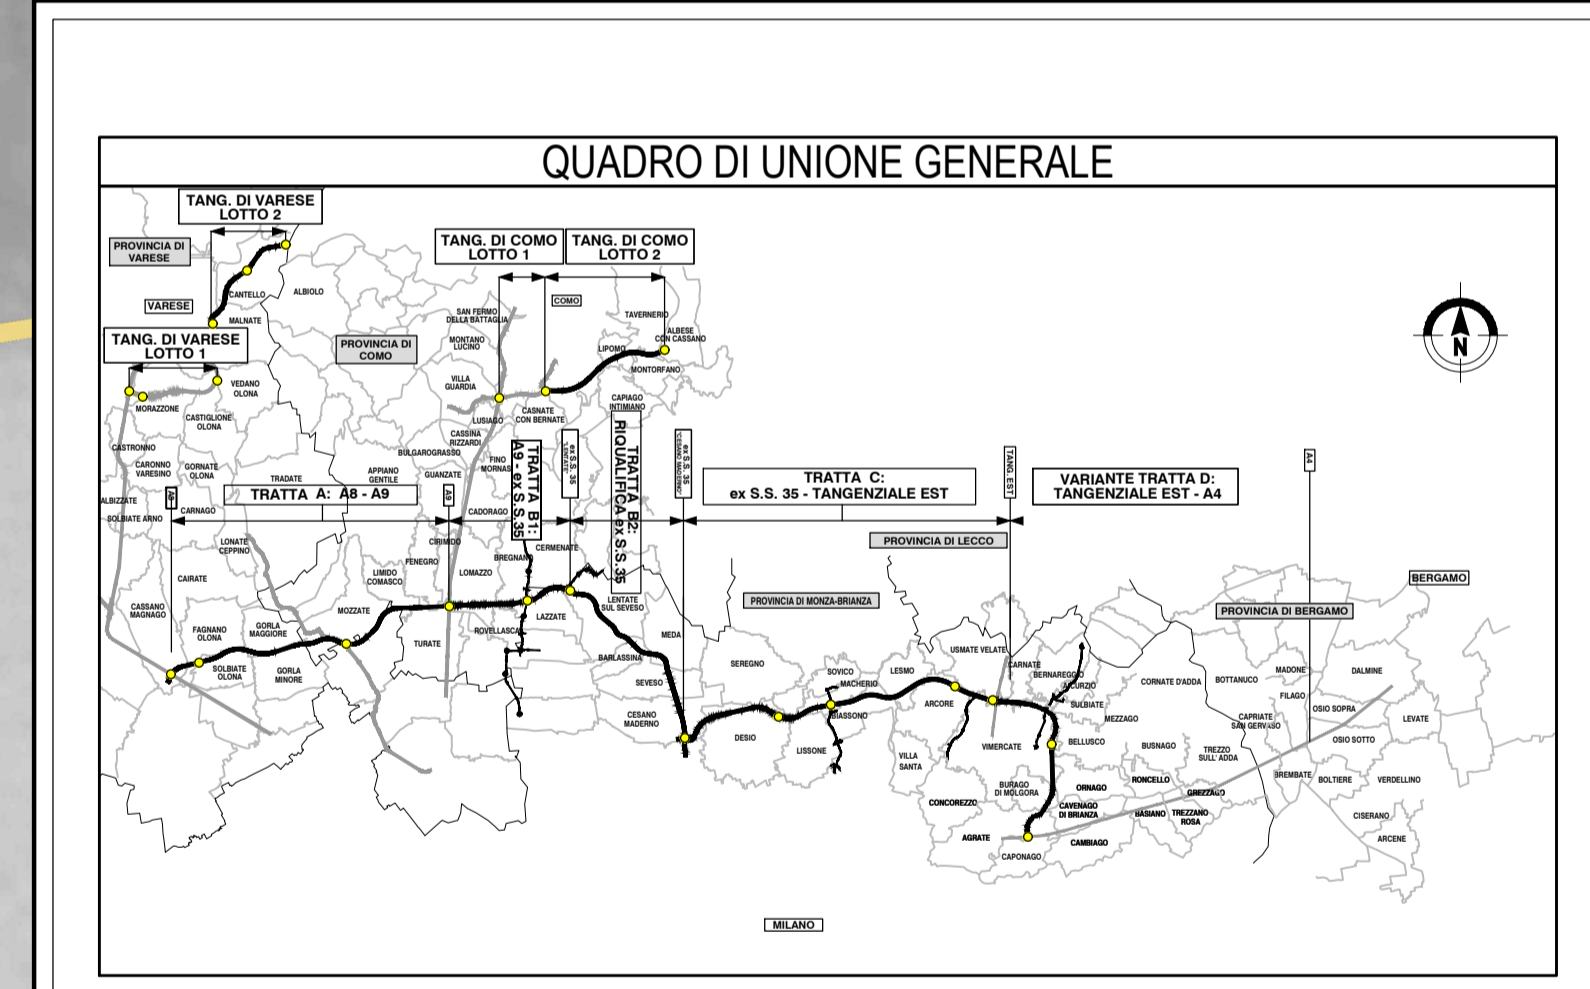 QUADRO DI UNIONE GENERALE
TANG. DI VARESE
LOTTO 2
PROVINCIA DI
VARESE
VARESE
CANTELLO
ALBIOLO
MALNATE
TANG. DI VARESE
LOTTO 1
PROVINCIA DI
COMO
TANG. DI COMO
LOTTO 1
TANG. DI COMO
LOTTO 2
COMO
SAN FERMO
DELLA BATTAGLIA
MONTANO
LUCINO
VILLA
GUARDIA
TAVERNERIO
ALBESE
CON CASSANO
LIPOMO
MONTORFANO
CAPIAGO
INTIMIANO
CASNATE
CON BERNATE
LUSIAGO
CASSINA
RIZZARDI
BULGAROGRASSO
FINO
MORNAS
GUANZATE
APPIANO
GENTILE
VEDANO
OLONA
MORAZZONE
CASTIGLIONE
OLONA
CASTRONNO
CARONNO
VARESINO
GORNATE
OLONA
TRADATE
ALBIZZATE
SOLBIATE ARNO
CARNAGO
A8
TRATTA A: A8 - A9
A9
TRATTA B1:
A9 - ex S.S.35
ex S.S. 35
"LENTATE"
TRATTA B2:
RIQUALIFICA ex S.S.35
ex S.S. 35
"CESANO MADERNO"
TRATTA C:
ex S.S. 35 - TANGENZIALE EST
TANG. EST
VARIANTE TRATTA D:
TANGENZIALE EST - A4
A4
CADORAGO
CIRIMIDO
FENEGRO
LOMAZZO
BREGNANO
CERMENATE
LONATE
CEPPINO
CAIRATE
LIMIDO
COMASCO
MOZZATE
CASSANO
MAGNAGO
FAGNANO
OLONA
GORLA
MAGGIORE
SOLBIATE
OLONA
GORLA
MINORE
TURATE
ROVELLASCA
LAZZATE
LENTATE
SUL SEVESO
MEDA
BARLASSINA
SEVESO
CESANO
MADERNO
PROVINCIA DI LECCO
PROVINCIA DI MONZA-BRIANZA
PROVINCIA DI BERGAMO
BERGAMO
SEREGNO
DESIO
SOVICO
MACHERIO
BIASSONO
LISSONE
LESMO
ARCORE
USMATE VELATE
CARNATE
BERNAREGGIO
AICURZIO
SULBIATE
MEZZAGO
CORNATE D'ADDA
BOTTANUCO
MADONE
FILAGO
DALMINE
OSIO SOPRA
CAPRIATE
SAN GERVASO
LEVATE
OSIO SOTTO
VILLA
SANTA
VIMERCATE
BELLUSCO
BUSNAGO
TREZZO
SULL' ADDA
BURAGO
DI MOLGORA
ORNAGO
RONCELLO
GREZZAGO
BREMBATE
BOLTIERE
VERDELLINO
CONCOREZZO
CAVENAGO
DI BRIANZA
BASIANO
TREZZANO
ROSA
CISERANO
AGRATE
CAMBIAGO
ARCENE
CAPONAGO
MILANO
N